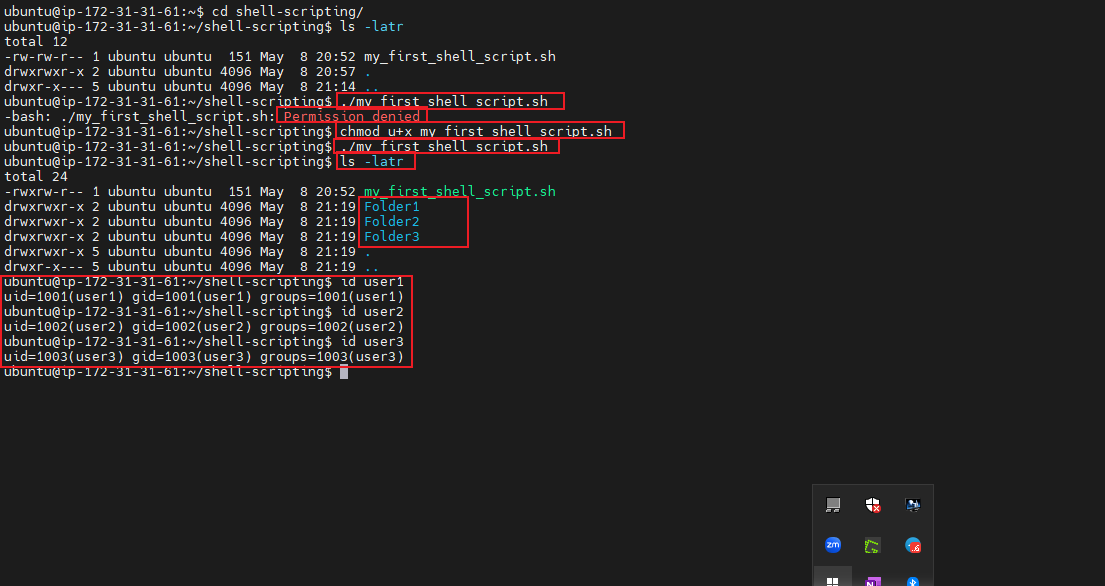 ubuntu@ip-172-31-31-61:~$ cd shell-scripting/
ubuntu@ip-172-31-31-61:~/shell-scripting$ ls -latr
total 12
-rw-rw-r-- 1 ubuntu ubuntu  151 May  8 20:52 my_first_shell_script.sh
drwxrwxr-x 2 ubuntu ubuntu 4096 May  8 20:57 .
drwxr-x--- 5 ubuntu ubuntu 4096 May  8 21:14 ..
ubuntu@ip-172-31-31-61:~/shell-scripting$ ./my_first_shell_script.sh
-bash: ./my_first_shell_script.sh: Permission denied
ubuntu@ip-172-31-31-61:~/shell-scripting$ chmod u+x my_first_shell_script.sh
ubuntu@ip-172-31-31-61:~/shell-scripting$ ./my_first_shell_script.sh
ubuntu@ip-172-31-31-61:~/shell-scripting$ ls -latr
total 24
-rwxrw-r-- 1 ubuntu ubuntu  151 May  8 20:52 my_first_shell_script.sh
drwxrwxr-x 2 ubuntu ubuntu 4096 May  8 21:19 Folder1
drwxrwxr-x 2 ubuntu ubuntu 4096 May  8 21:19 Folder2
drwxrwxr-x 2 ubuntu ubuntu 4096 May  8 21:19 Folder3
drwxrwxr-x 5 ubuntu ubuntu 4096 May  8 21:19 .
drwxr-x--- 5 ubuntu ubuntu 4096 May  8 21:19 ..
ubuntu@ip-172-31-31-61:~/shell-scripting$ id user1
uid=1001(user1) gid=1001(user1) groups=1001(user1)
ubuntu@ip-172-31-31-61:~/shell-scripting$ id user2
uid=1002(user2) gid=1002(user2) groups=1002(user2)
ubuntu@ip-172-31-31-61:~/shell-scripting$ id user3
uid=1003(user3) gid=1003(user3) groups=1003(user3)
ubuntu@ip-172-31-31-61:~/shell-scripting$
zm
N